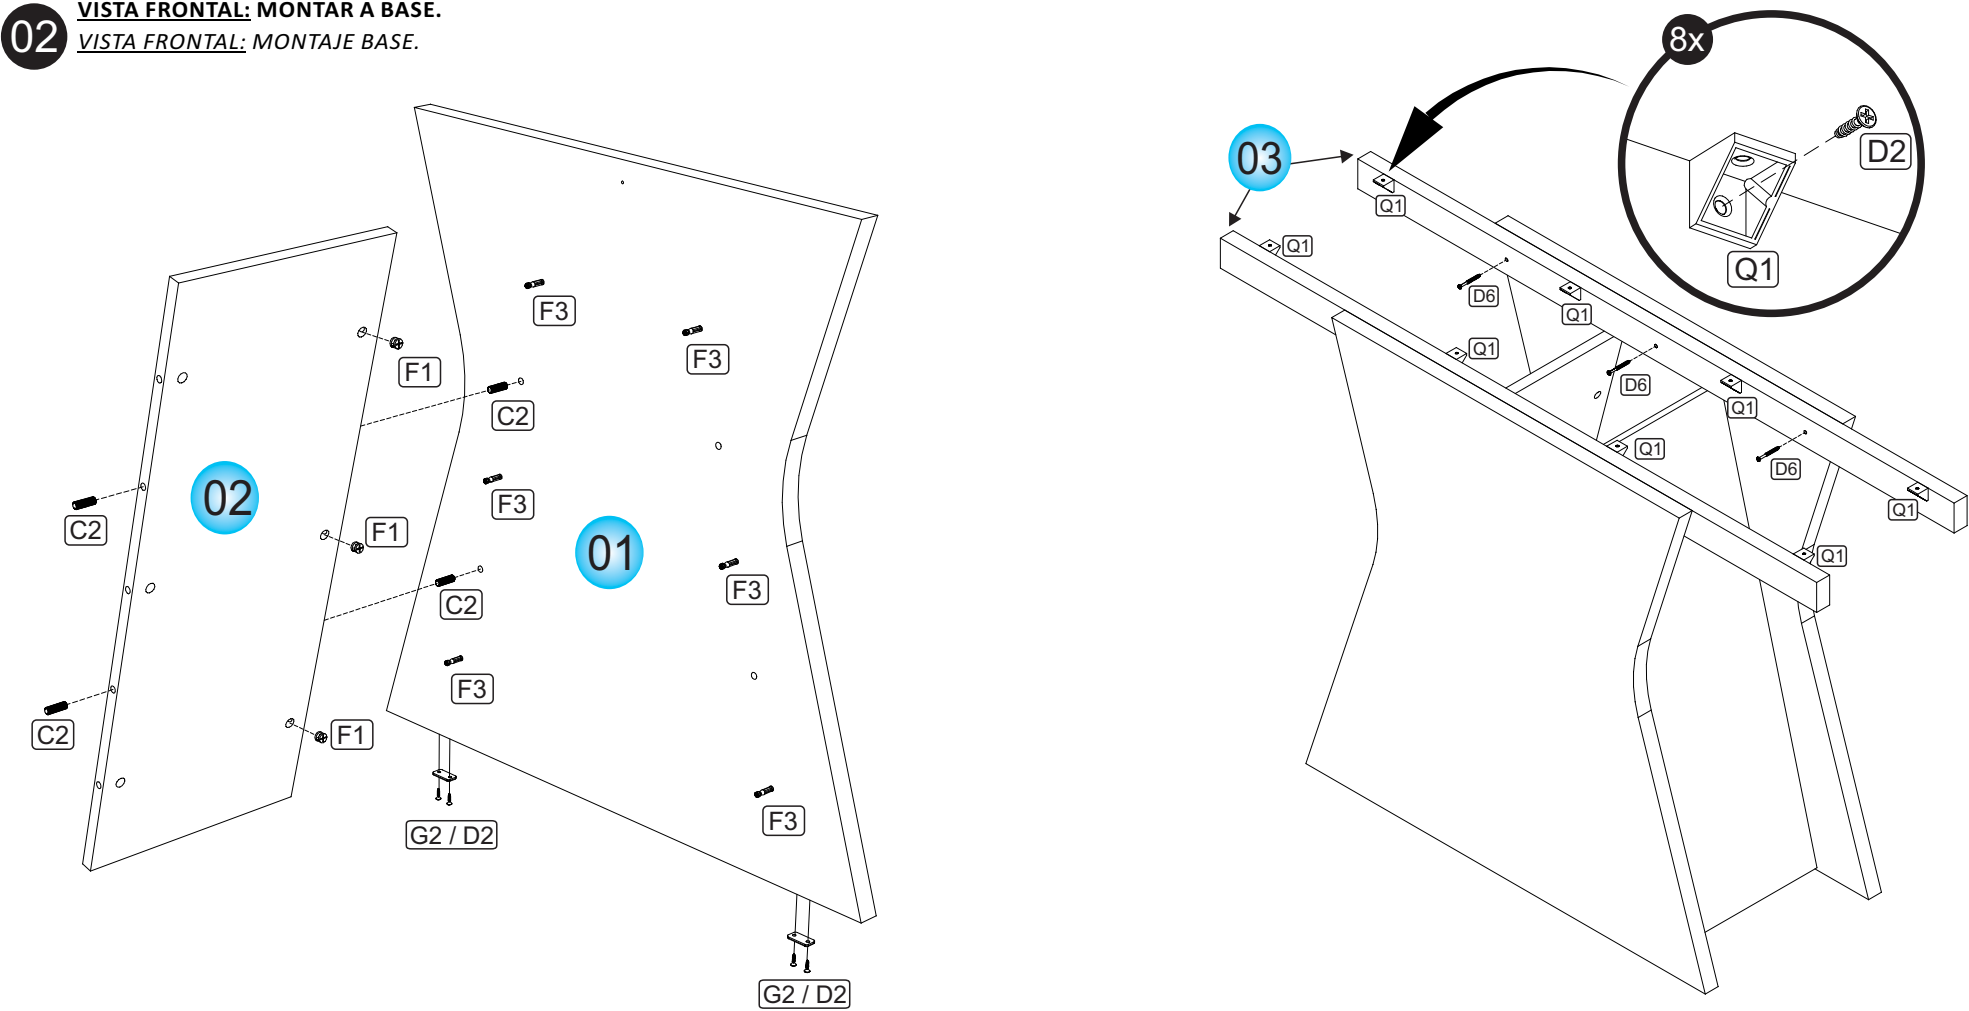 02
VISTA FRONTAL: MONTAR A BASE.
VISTA FRONTAL: MONTAJE BASE.
F3
F3
F1
C2
02
F3
C2
F1
01
F3
C2
F3
C2
F1
F3
G2 / D2
G2 / D2
8x
D2
Q1
03
Q1
Q1
D6
Q1
Q1
D6
Q1
Q1
D6
Q1
Q1